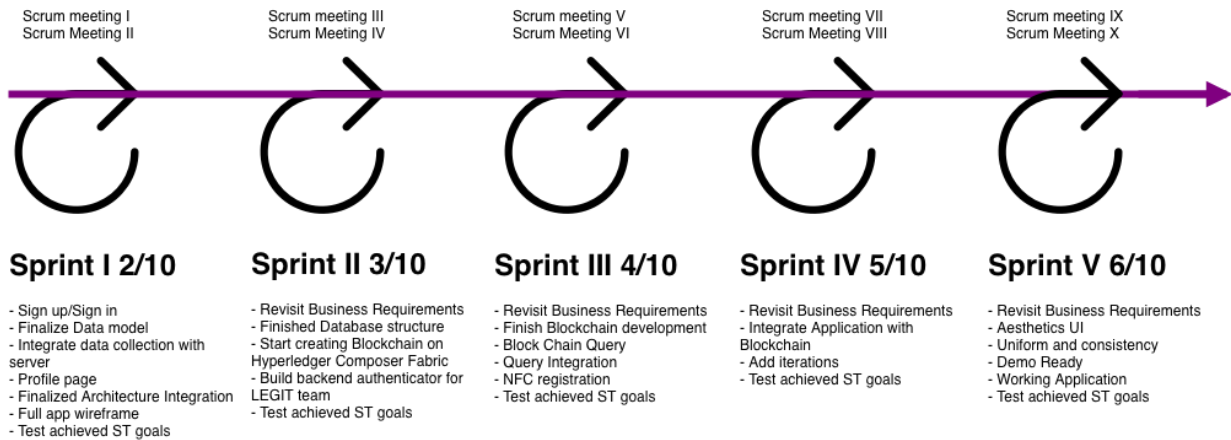 Scrum meeting I
Scrum Meeting II
Scrum meeting III
Scrum Meeting IV
Scrum meeting V
Scrum Meeting VI
Scrum meeting VII
Scrum Meeting VIII
Scrum meeting IX
Scrum Meeting X
Sprint I 2/10
- Sign up/Sign in
- Finalize Data model
- Integrate data collection with
server
- Profile page
- Finalized Architecture Integration
- Full app wireframe
- Test achieved ST goals
Sprint II 3/10
- Revisit Business Requirements
- Finished Database structure
- Start creating Blockchain on
Hyperledger Composer Fabric
- Build backend authenticator for
LEGIT team
- Test achieved ST goals
Sprint III 4/10
- Revisit Business Requirements
- Finish Blockchain development
- Block Chain Query
- Query Integration
- NFC registration
- Test achieved ST goals
Sprint IV 5/10
- Revisit Business Requirements
- Integrate Application with
Blockchain
- Add iterations
- Test achieved ST goals
Sprint V 6/10
- Revisit Business Requirements
- Aesthetics UI
- Uniform and consistency
- Demo Ready
- Working Application
- Test achieved ST goals